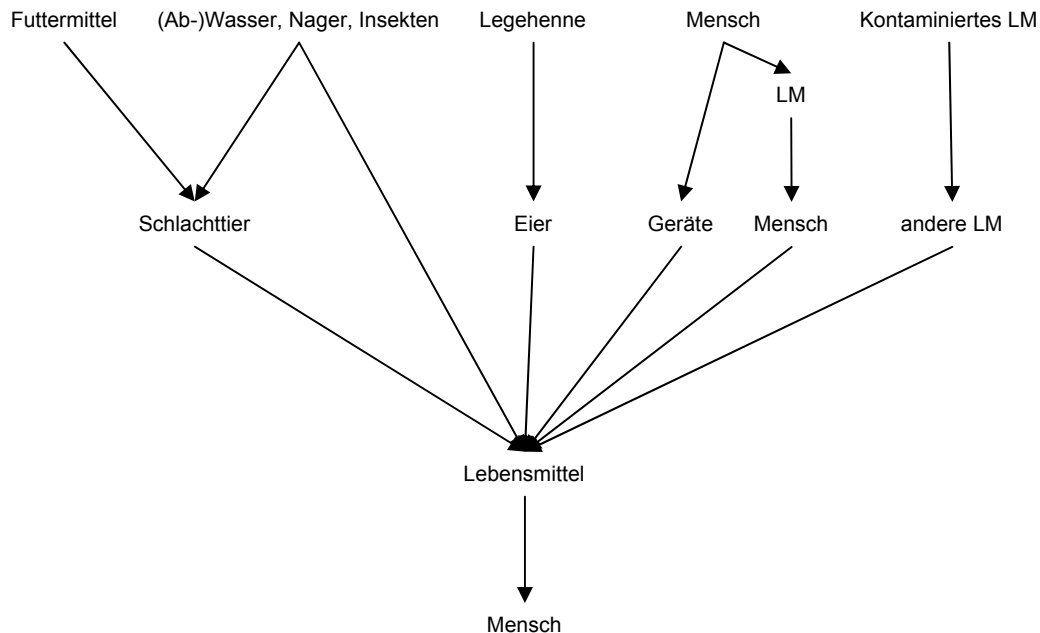 Futtermittel (Ab-)Wasser, Nager, Insekten Legehenne Mensch Kontaminiertes LM
LM
Schlachttier Eier Geräte Mensch andere LM
Lebensmittel
Mensch